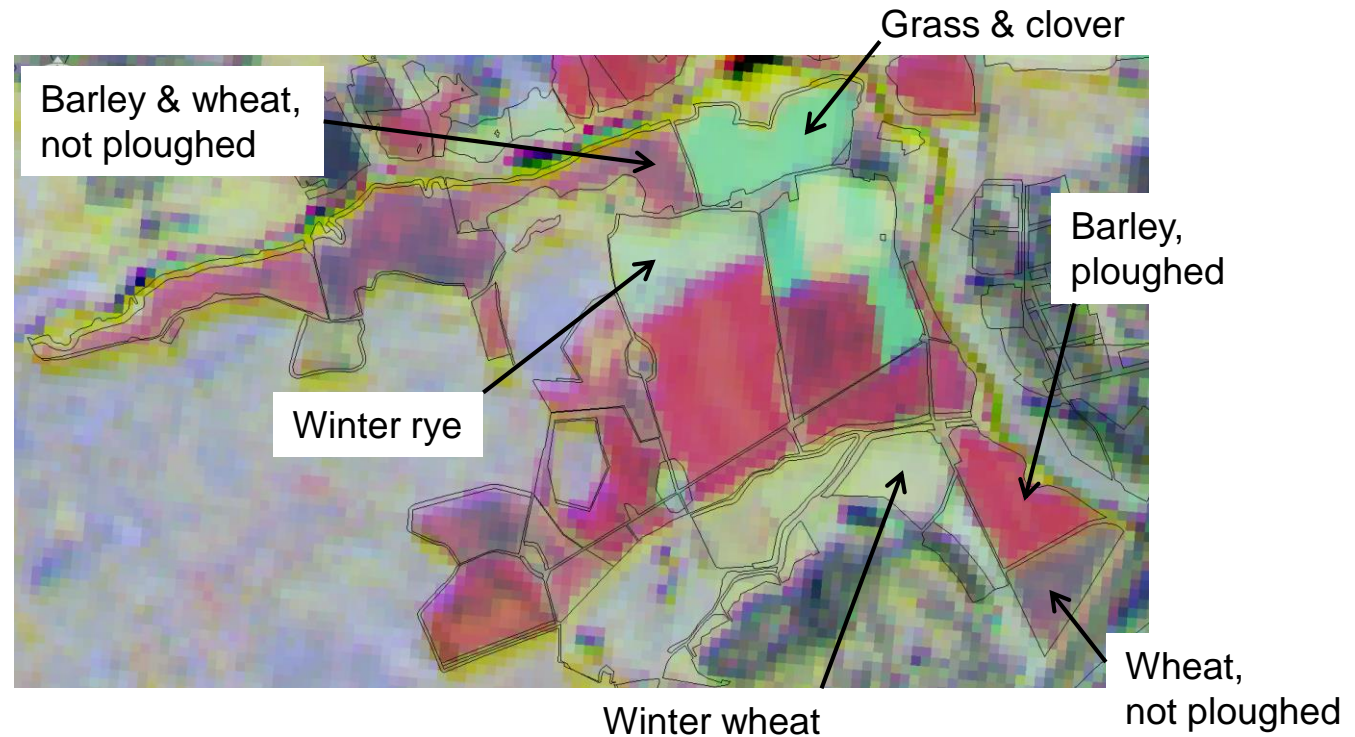 Grass & clover
Barley & wheat,
not ploughed
Barley,
ploughed
Winter rye
Wheat,
not ploughed
Winter wheat